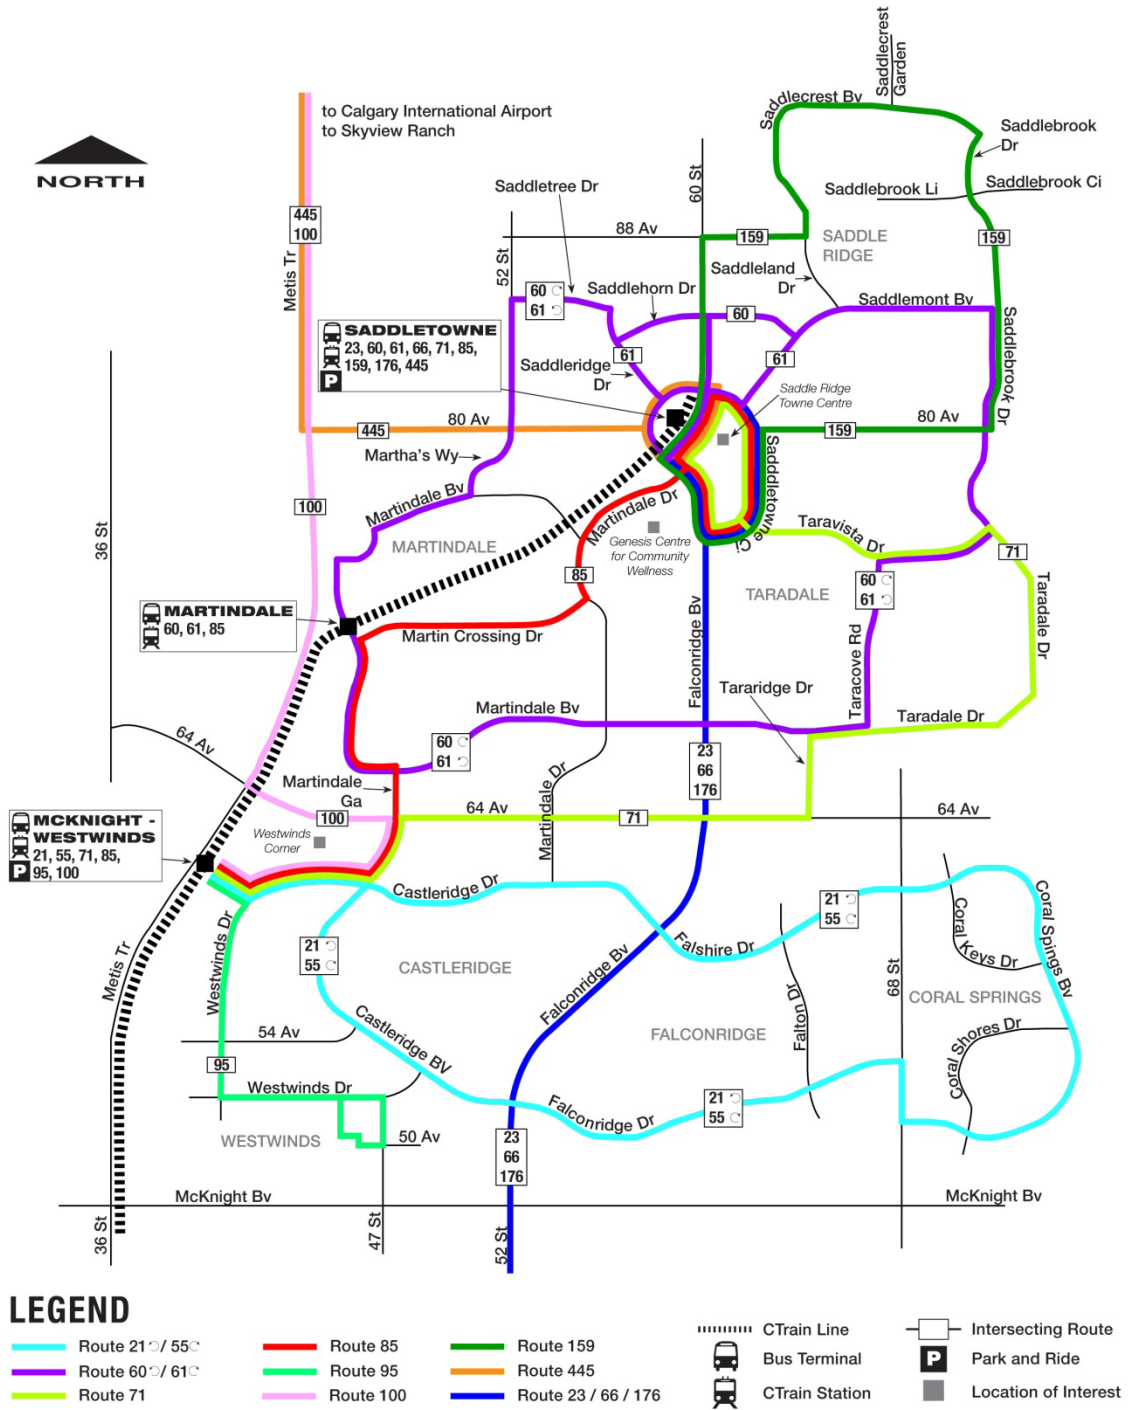 Saddlecrest
Garden
Saddlecrest Bv
to Calgary International Airport
to Skyview Ranch
Saddlebrook
Dr
NORTH
60 St
Saddletree Dr
Saddlebrook Li
Saddlebrook Ci
445
100
88 Av
159
SADDLE
RIDGE
159
Metis Tr
52 St
Saddleland
Dr
60
61
Saddlehorn Dr
Saddlemont Bv
60
SADDLETOWNE
23, 60, 61, 66, 71, 85,
159, 176, 445
P
Saddleridge
Dr
61
61
Saddlebrook Dr
Saddle Ridge
Towne Centre
445
80 Av
159
80 Av
Martha's Wy
Saddletowne Ci
Martindale Bv
Martindale Dr
100
36 St
MARTINDALE
Genesis Centre
for Community
Wellness
Taravista Dr
71
85
TARADALE
60
61
Taradale Dr
MARTINDALE
60, 61, 85
Martin Crossing Dr
Falconridge Bv
Taracove Rd
Tararidge Dr
Martindale Bv
Taradale Dr
64 Av
60
61
23
66
176
Martindale
Ga
Martindale Dr
MCKNIGHT -
WESTWINDS
21, 55, 71, 85,
95, 100
P
100
64 Av
71
64 Av
Westwinds
Corner
Castleridge Dr
21
55
Coral Springs Bv
Coral Keys Dr
Westwinds Dr
21
55
Falshire Dr
Metis Tr
CASTLERIDGE
Falconridge Bv
68 St
CORAL SPRINGS
Falton Dr
FALCONRIDGE
Coral Shores Dr
54 Av
Castleridge BV
95
Westwinds Dr
Falconridge Dr
21
55
WESTWINDS
50 Av
23
66
176
McKnight Bv
McKnight Bv
36 St
47 St
52 St
LEGEND
Route 21 / 55
Route 60 / 61
Route 71
Route 85
Route 95
Route 100
Route 159
Route 445
Route 23 / 66 / 176
CTrain Line
Bus Terminal
CTrain Station
Intersecting Route
P
Park and Ride
Location of Interest